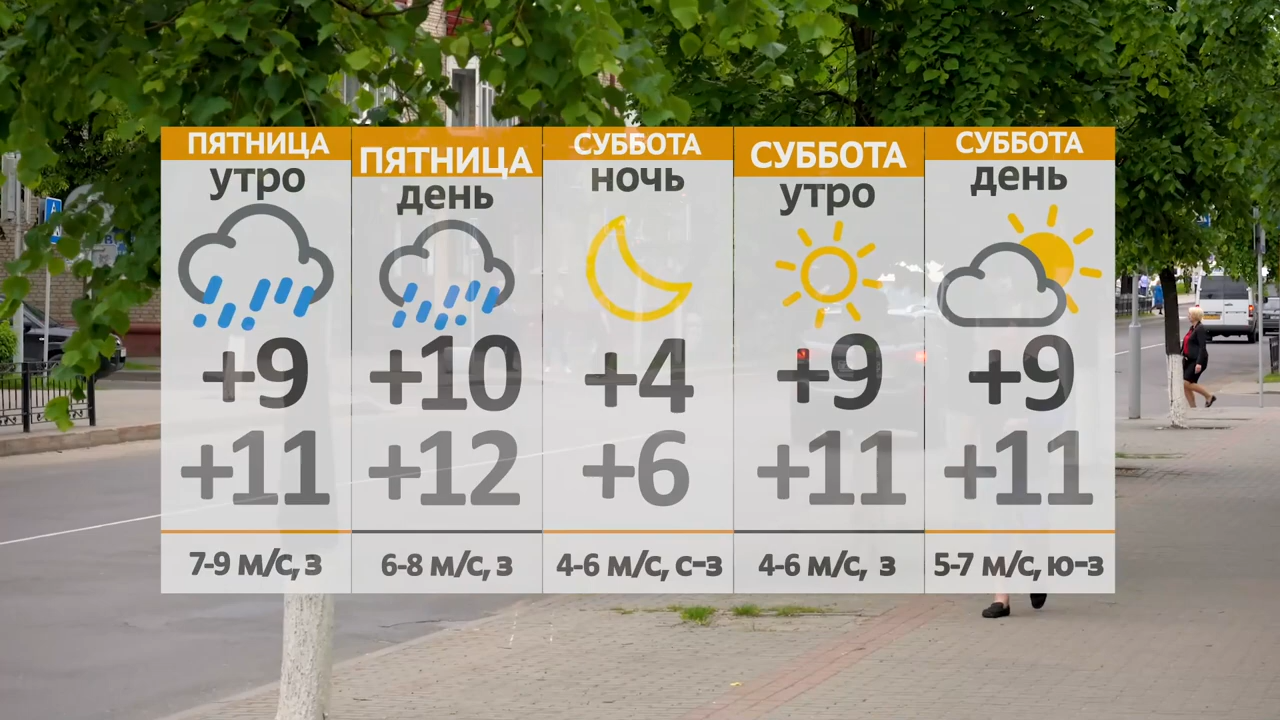 ПЯТНИЦА
утро
+9
+11
7-9 м/с, з
ПЯТНИЦА
день
+10
+12
6-8 м/с, з
СУББОТА
ночь
+4
+6
4-6 м/с, с-з
СУББОТА
утро
+9
+11
4-6 м/с, з
СУББОТА
день
+9
+11
5-7 м/с, ю-з